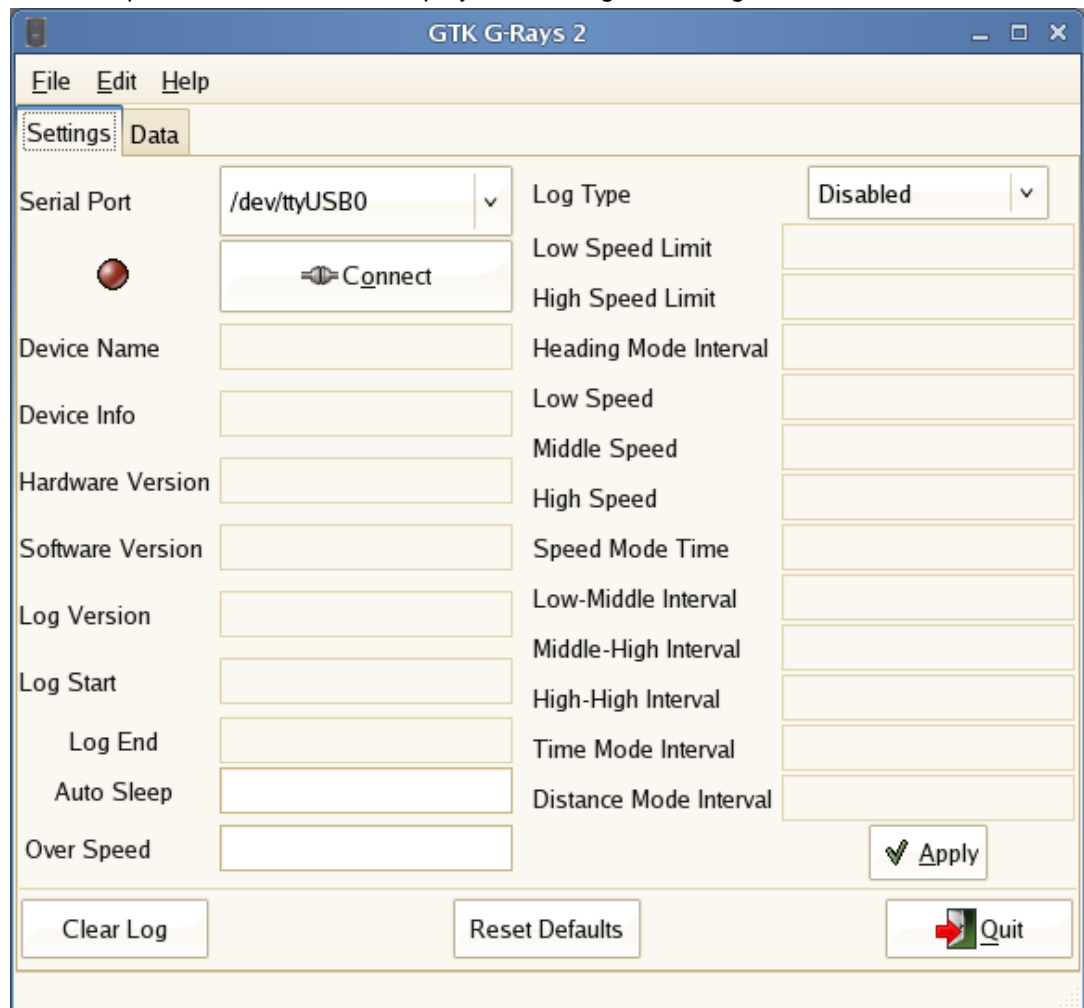 GTK G-Rays 2
File Edit Help
Settings Data
Serial Port /dev/ttyUSB0
Connect
Device Name
Device Info
Hardware Version
Software Version
Log Version
Log Start
Log End
Auto Sleep
Over Speed
Log Type Disabled
Low Speed Limit
High Speed Limit
Heading Mode Interval
Low Speed
Middle Speed
High Speed
Speed Mode Time
Low-Middle Interval
Middle-High Interval
High-High Interval
Time Mode Interval
Distance Mode Interval
Apply
Clear Log Reset Defaults Quit